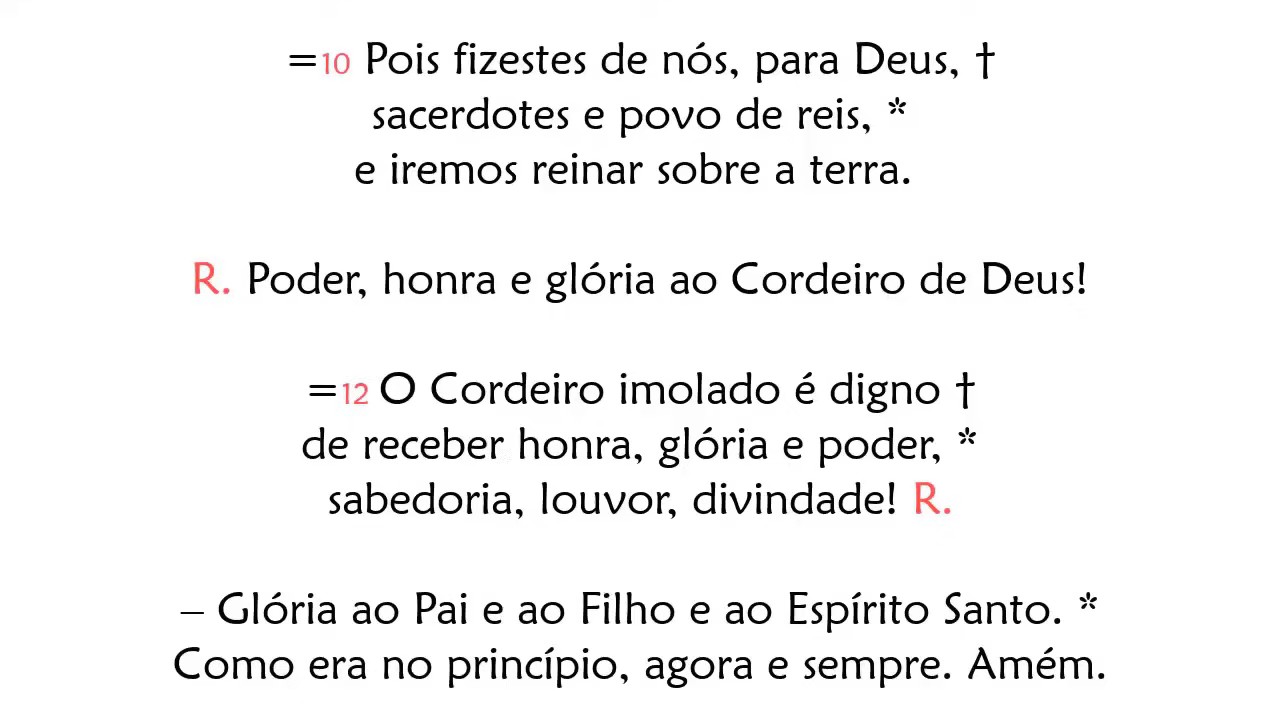 =10 Pois fizestes de nós, para Deus, †
sacerdotes e povo de reis, *
e iremos reinar sobre a terra.
R. Poder, honra e glória ao Cordeiro de Deus!
=12 O Cordeiro imolado é digno †
de receber honra, glória e poder, *
sabedoria, louvor, divindade! R.
– Glória ao Pai e ao Filho e ao Espírito Santo. *
Como era no princípio, agora e sempre. Amém.